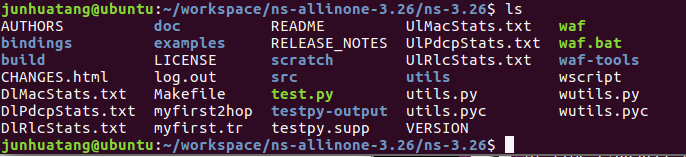 junhuatang@ubuntu:~/workspace/ns-allinone-3.26/ns-3.26$ ls
AUTHORS doc README UlMacStats.txt waf
bindings examples RELEASE_NOTES UlPdcpStats.txt waf.bat
build LICENSE scratch UlRlcStats.txt waf-tools
CHANGES.html log.out src utils wscript
DlMacStats.txt Makefile test.py utils.py wutils.py
DlPdcpStats.txt myfirst2hop testpy-output utils.pyc wutils.pyc
DlRlcStats.txt myfirst.tr testpy.supp VERSION
junhuatang@ubuntu:~/workspace/ns-allinone-3.26/ns-3.26$